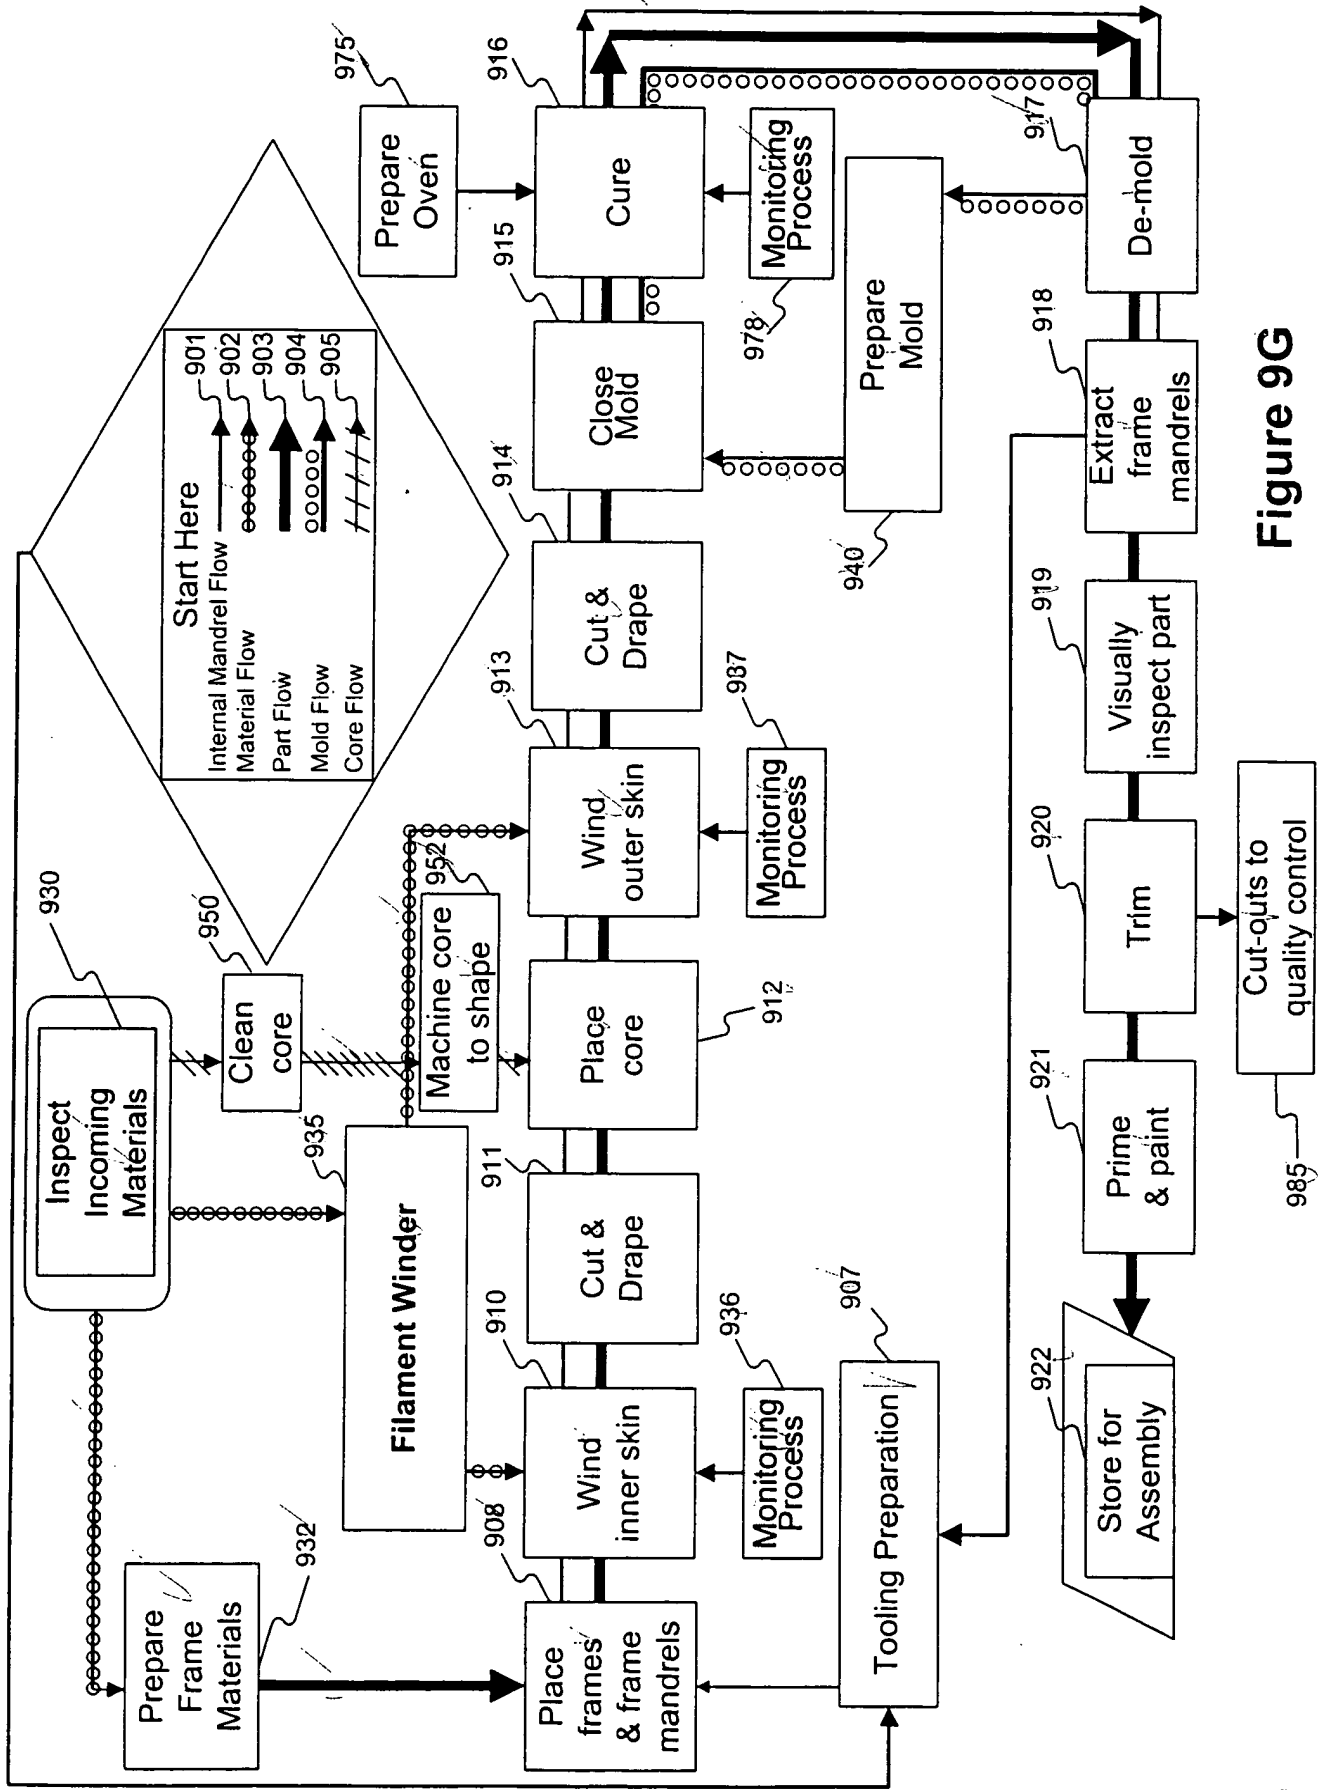 Start Here
Internal Mandrel Flow
901
Material Flow
902
Part Flow
903
Mold Flow
904
Core Flow
905
930
Inspect
Incoming
Materials
950
Clean
core
932
Prepare
Frame
Materials
935
Filament Winder
952
Machine core
to shape
975
Prepare
Oven
908
Place
frames
& frame
mandrels
910
Wind
inner skin
911
Cut &
Drape
912
Place
core
913
Wind
outer skin
914
Cut &
Drape
915
Close
Mold
916
Cure
936
Monitoring
Process
987
Monitoring
Process
978
Monitoring
Process
907
Tooling Preparation
940
Prepare
Mold
917
De-mold
918
Extract
frame
mandrels
919
Visually
inspect part
920
Trim
921
Prime
& paint
922
Store for
Assembly
985
Cut-outs to
quality control
Figure 9G